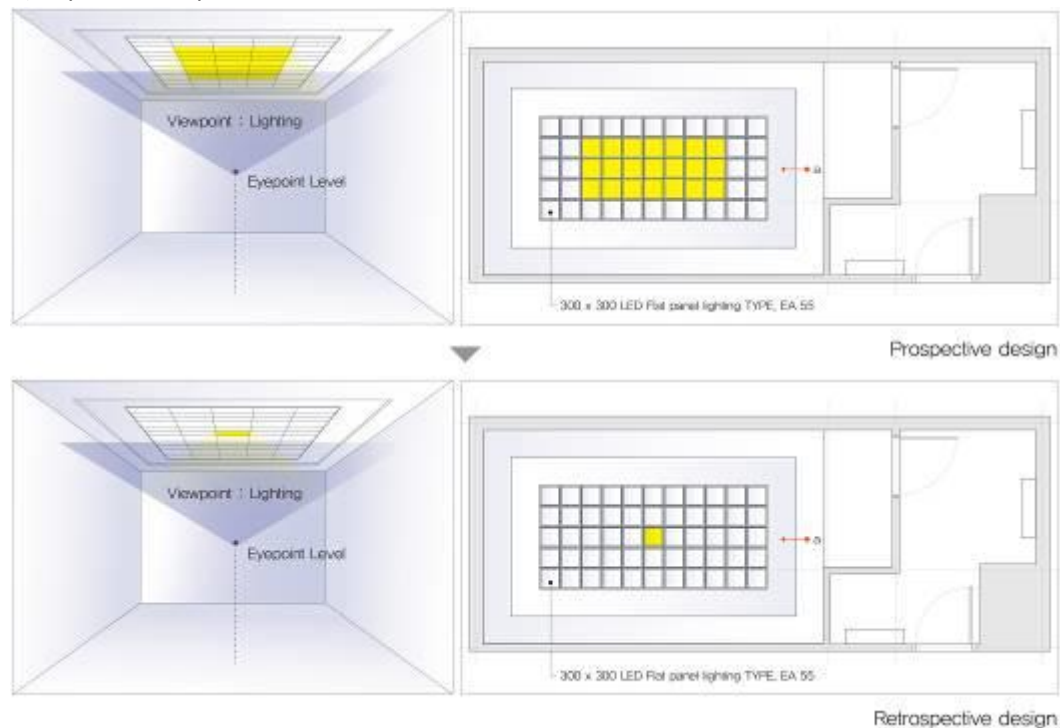 Viewpoint : Lighting
Eyepoint Level
a
300 x 300 LED Flat panel lighting TYPE, EA 55
Prospective design
Viewpoint : Lighting
Eyepoint Level
a
300 x 300 LED Flat panel lighting TYPE, EA 55
Retrospective design